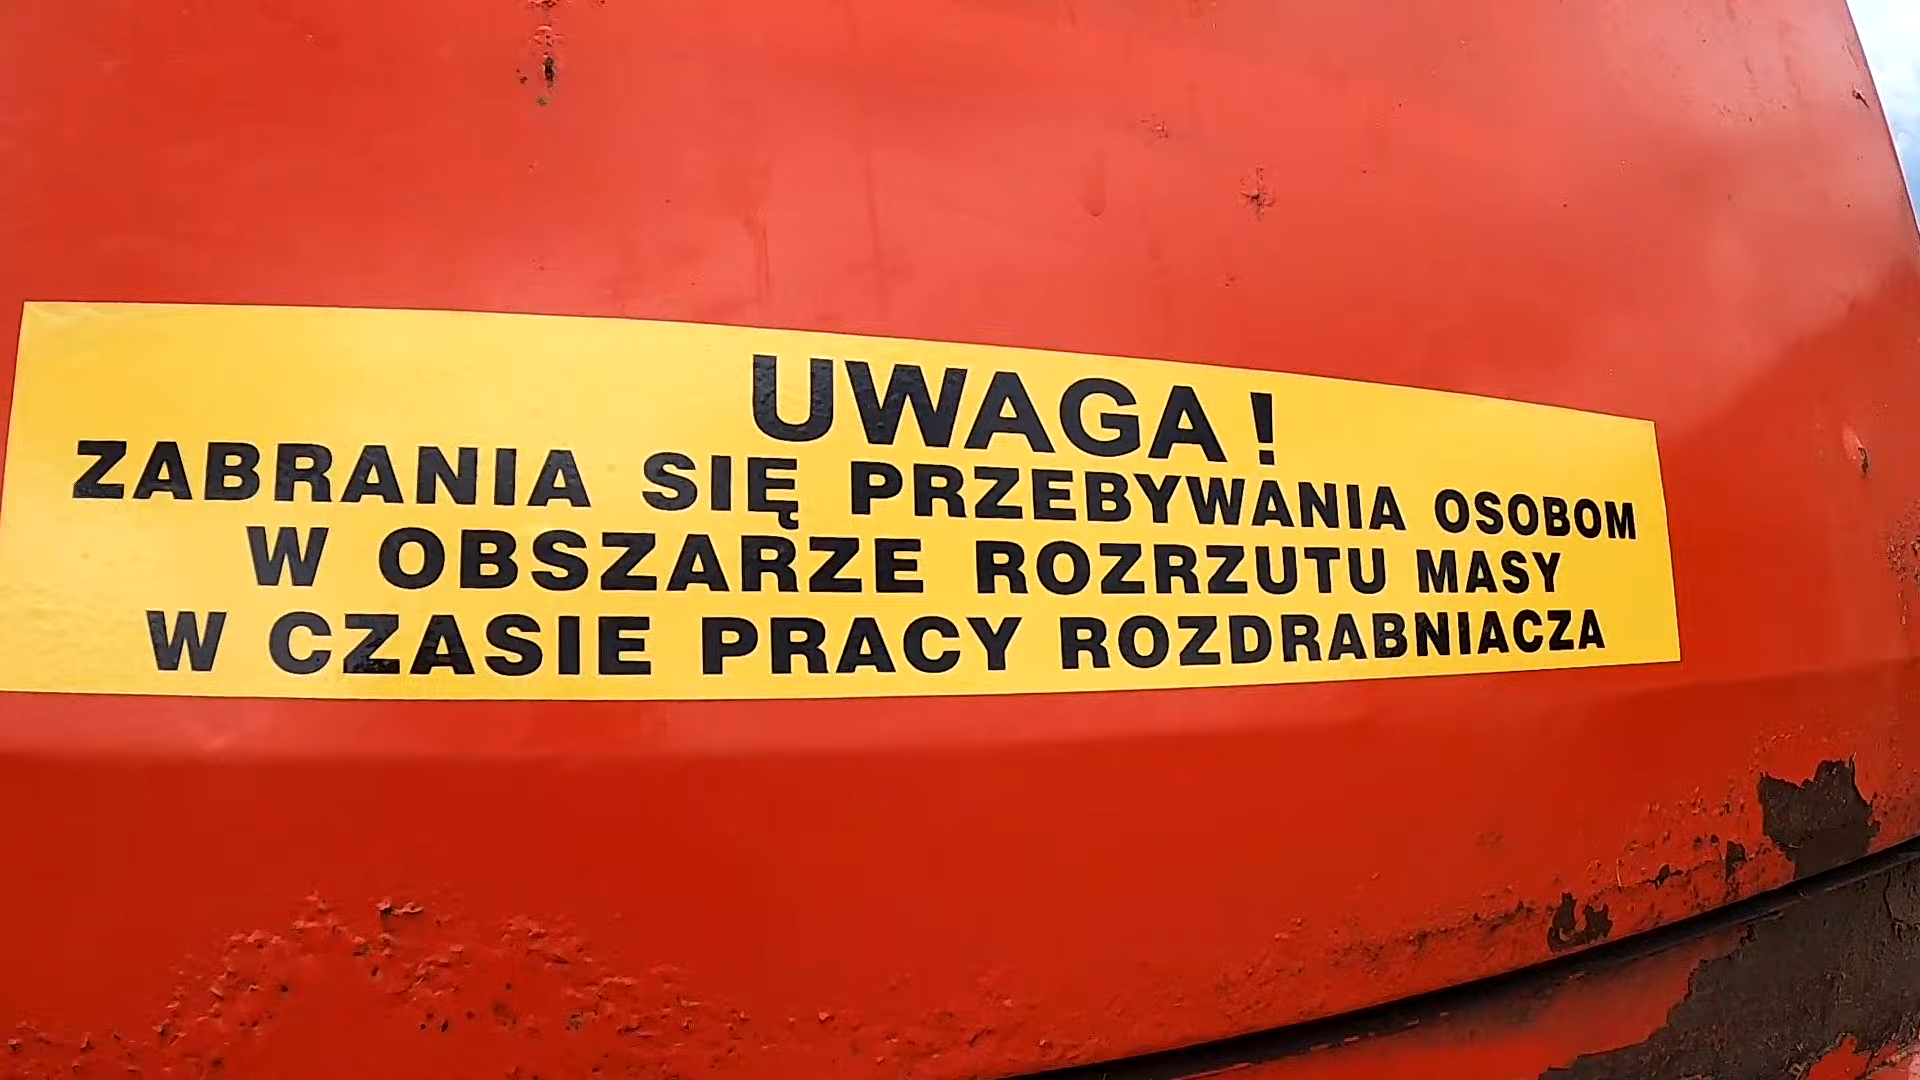 UWAGA!
ZABRANIA SIĘ PRZEBYWANIA OSOBOM
W OBSZARZE ROZRZUTU MASY
W CZASIE PRACY ROZDRABNIACZA